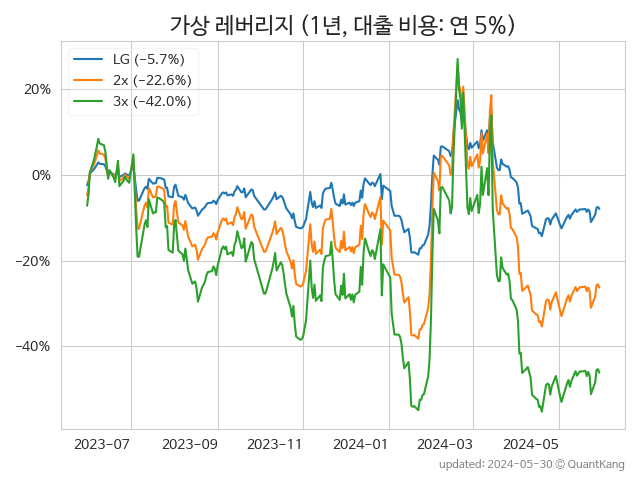 가상 레버리지 (1년, 대출 비용: 연 5%)
LG (−5.7%)
2x (−22.6%)
3x (−42.0%)
20%
0%
−20%
−40%
2023−07 2023−09 2023−11 2024−01 2024−03 2024−05
updated: 2024-05-30 © QuantKang